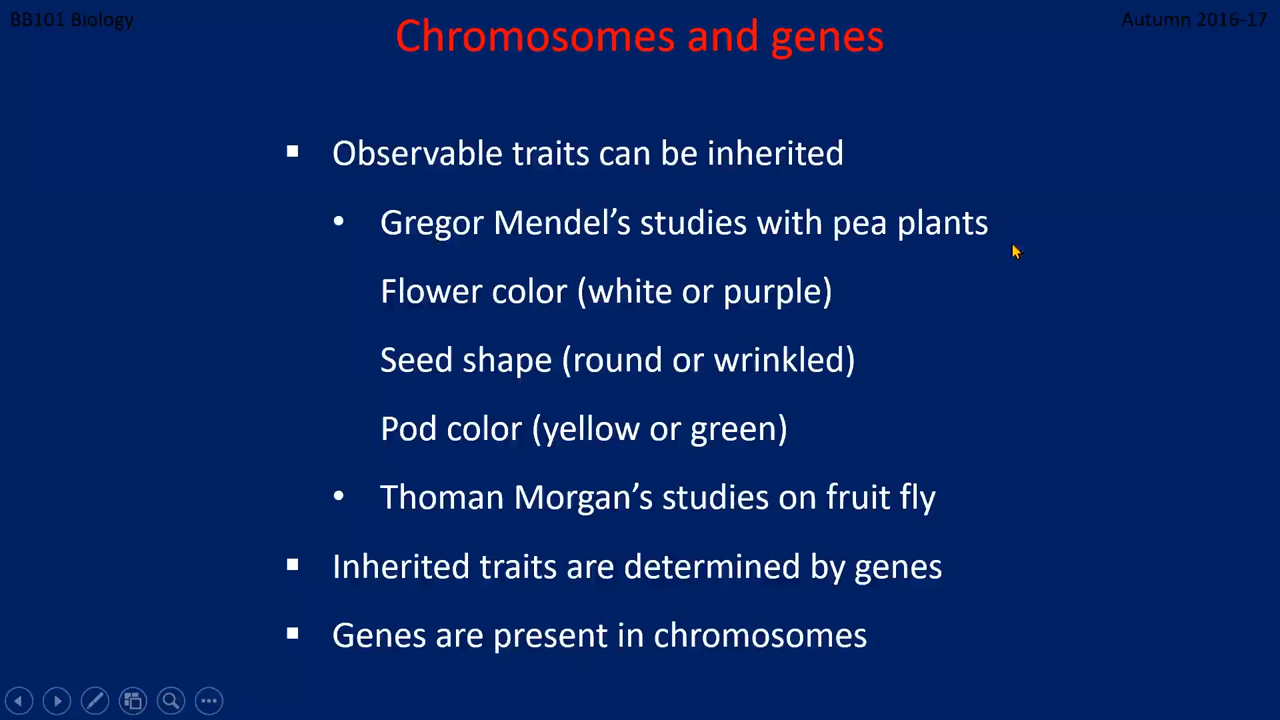 BB101 Biology
Autumn 2016-17
Chromosomes and genes
▪ Observable traits can be inherited
• Gregor Mendel’s studies with pea plants
Flower color (white or purple)
Seed shape (round or wrinkled)
Pod color (yellow or green)
• Thoman Morgan’s studies on fruit fly
▪ Inherited traits are determined by genes
▪ Genes are present in chromosomes